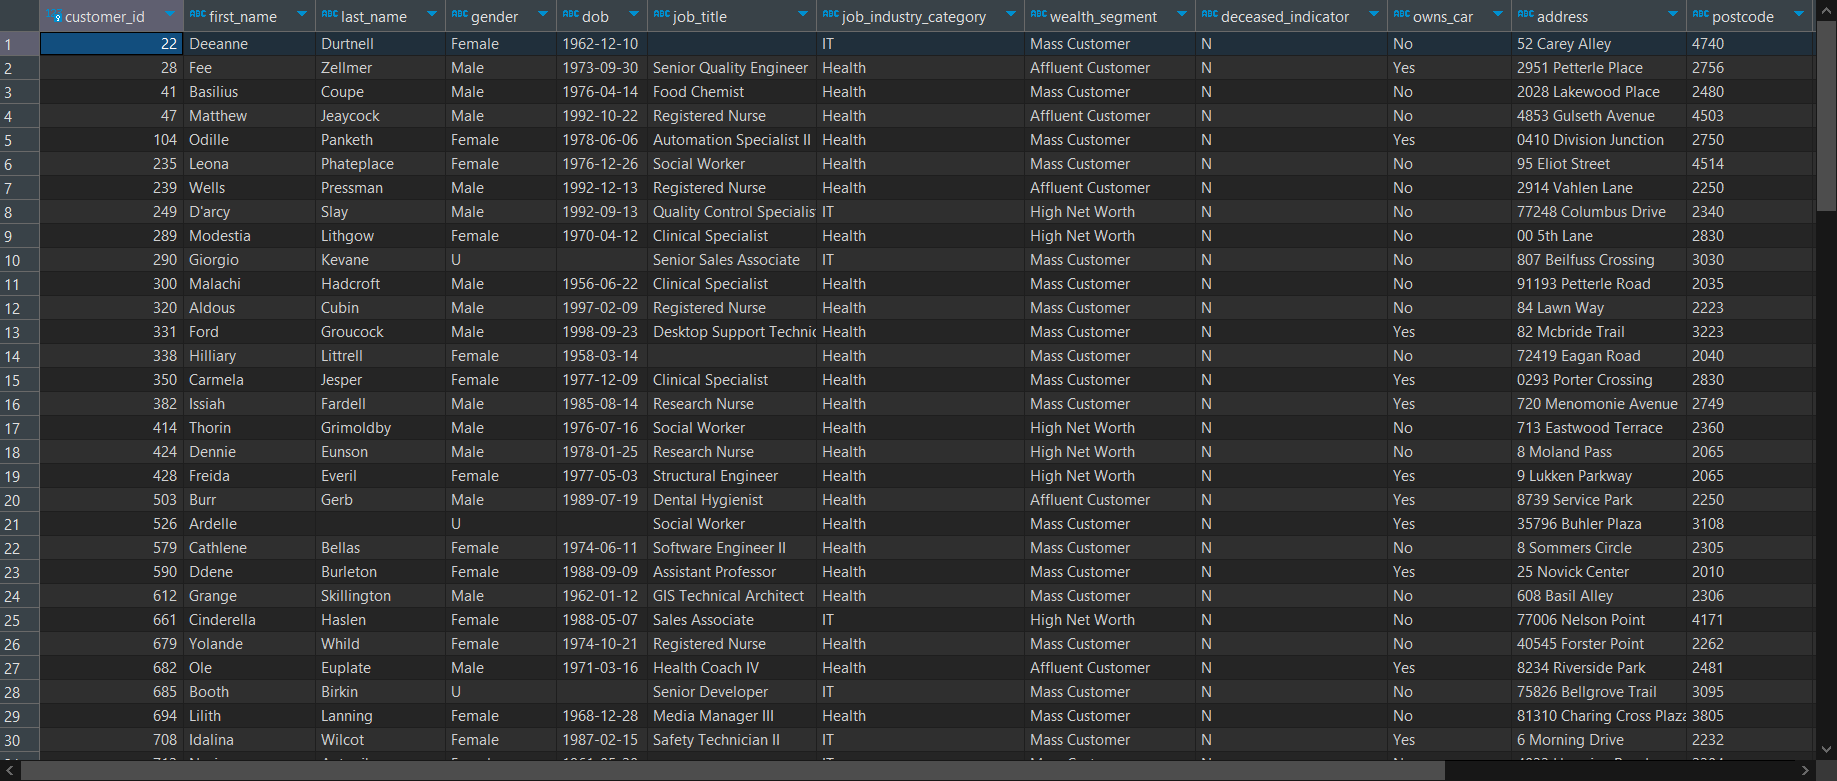 customer_id first_name last_name gender dob job_title job_industry_category wealth_segment deceased_indicator owns_car address postcode
1 22 Deeanne Durtnell Female 1962-12-10 IT Mass Customer N No 52 Carey Alley 4740
2 28 Fee Zellmer Male 1973-09-30 Senior Quality Engineer Health Affluent Customer N Yes 2951 Petterle Place 2756
3 41 Basilius Coupe Male 1976-04-14 Food Chemist Health Mass Customer N No 2028 Lakewood Place 2480
4 47 Matthew Jeaycock Male 1992-10-22 Registered Nurse Health Affluent Customer N No 4853 Gulseth Avenue 4503
5 104 Odille Panketh Female 1978-06-06 Automation Specialist II Health Mass Customer N Yes 0410 Division Junction 2750
6 235 Leona Phateplace Female 1976-12-26 Social Worker Health Mass Customer N No 95 Eliot Street 4514
7 239 Wells Pressman Male 1992-12-13 Registered Nurse Health Affluent Customer N No 2914 Vahlen Lane 2250
8 249 D'arcy Slay Male 1992-09-13 Quality Control Specialis IT High Net Worth N No 77248 Columbus Drive 2340
9 289 Modestia Lithgow Female 1970-04-12 Clinical Specialist Health High Net Worth N No 00 5th Lane 2830
10 290 Giorgio Kevane U Senior Sales Associate IT Mass Customer N No 807 Beilfuss Crossing 3030
11 300 Malachi Hadcroft Male 1956-06-22 Clinical Specialist Health Mass Customer N No 91193 Petterle Road 2035
12 320 Aldous Cubin Male 1997-02-09 Registered Nurse Health Mass Customer N No 84 Lawn Way 2223
13 331 Ford Groucock Male 1998-09-23 Desktop Support Technic Health Mass Customer N Yes 82 Mcbride Trail 3223
14 338 Hilliary Littrell Female 1958-03-14 Health Mass Customer N No 72419 Eagan Road 2040
15 350 Carmela Jesper Female 1977-12-09 Clinical Specialist Health Mass Customer N Yes 0293 Porter Crossing 2830
16 382 Issiah Fardell Male 1985-08-14 Research Nurse Health Mass Customer N Yes 720 Menomonie Avenue 2749
17 414 Thorin Grimoldby Male 1976-07-16 Social Worker Health High Net Worth N No 713 Eastwood Terrace 2360
18 424 Dennie Eunson Male 1978-01-25 Research Nurse Health High Net Worth N No 8 Moland Pass 2065
19 428 Freida Everil Female 1977-05-03 Structural Engineer Health High Net Worth N Yes 9 Lukken Parkway 2065
20 503 Burr Gerb Male 1989-07-19 Dental Hygienist Health Affluent Customer N Yes 8739 Service Park 2250
21 526 Ardelle U Social Worker Health Mass Customer N Yes 35796 Buhler Plaza 3108
22 579 Cathlene Bellas Female 1974-06-11 Software Engineer II Health Mass Customer N No 8 Sommers Circle 2305
23 590 Ddene Burleton Female 1988-09-09 Assistant Professor Health Mass Customer N Yes 25 Novick Center 2010
24 612 Grange Skillington Male 1962-01-12 GIS Technical Architect Health Mass Customer N No 608 Basil Alley 2306
25 661 Cinderella Haslen Female 1988-05-07 Sales Associate IT High Net Worth N No 77006 Nelson Point 4171
26 679 Yolande Whild Female 1974-10-21 Registered Nurse Health Mass Customer N No 40545 Forster Point 2262
27 682 Ole Euplate Male 1971-03-16 Health Coach IV Health Affluent Customer N Yes 8234 Riverside Park 2481
28 685 Booth Birkin U Senior Developer IT Mass Customer N No 75826 Bellgrove Trail 3095
29 694 Lilith Lanning Female 1968-12-28 Media Manager III Health Mass Customer N No 81310 Charing Cross Plaza 3805
30 708 Idalina Wilcot Female 1987-02-15 Safety Technician II IT Mass Customer N Yes 6 Morning Drive 2232